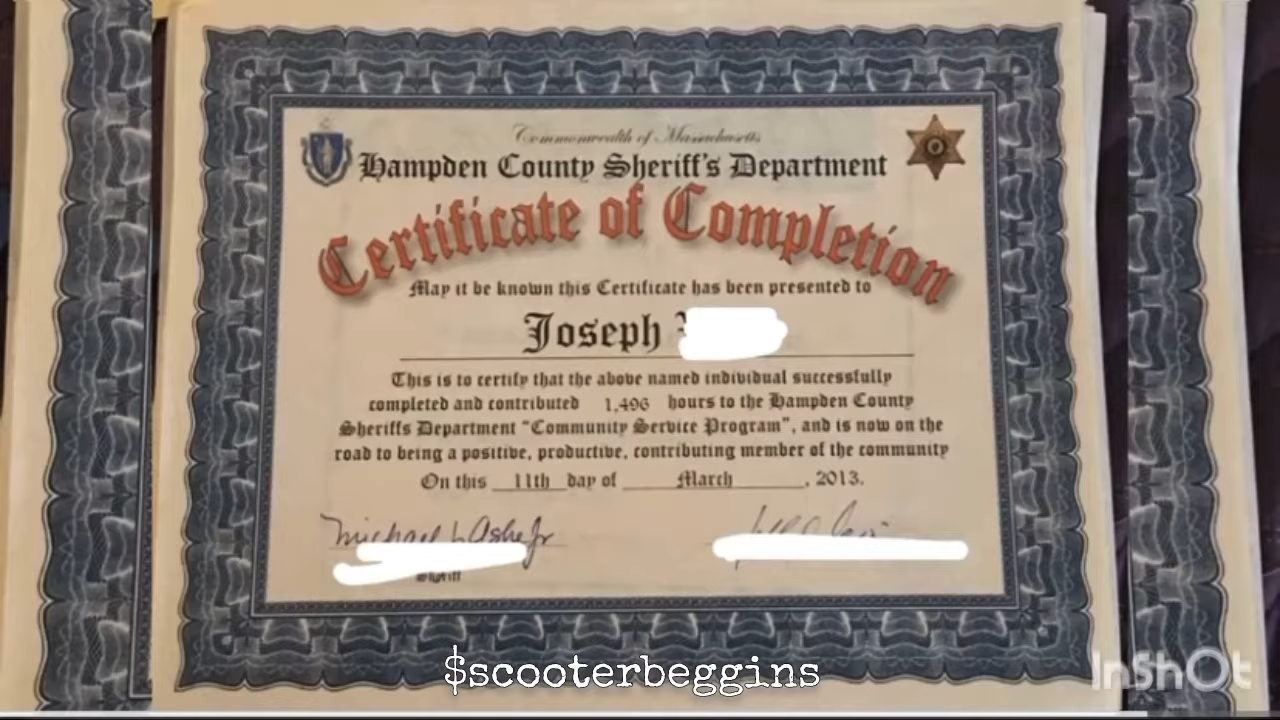 Commonwealth of Massachusetts
Hampden County Sheriff's Department
Certificate of Completion
May it be known this Certificate has been presented to
Joseph
This is to certify that the above named individual successfully
completed and contributed 1,496 hours to the Hampden County
Sheriffs Department "Community Service Program", and is now on the
road to being a positive, productive, contributing member of the community
On this 11th day of March, 2013.
Michael J Ashe Jr
Sheriff
$scooterbeggins
InShOt